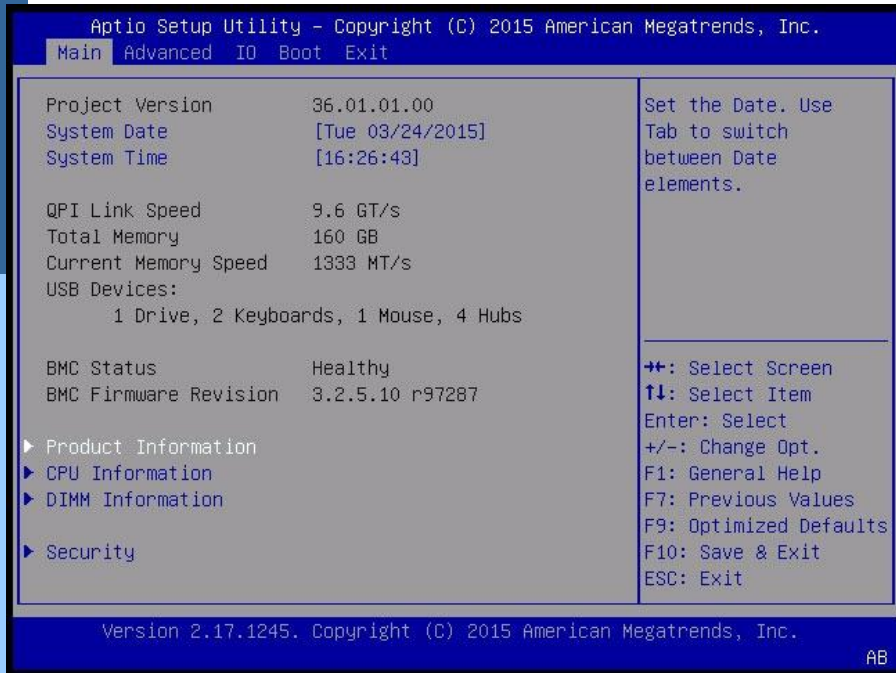 Aptio Setup Utility – Copyright (C) 2015 American Megatrends, Inc.
Main Advanced IO Boot Exit
Project Version 36.01.01.00
System Date [Tue 03/24/2015]
System Time [16:26:43]
QPI Link Speed 9.6 GT/s
Total Memory 160 GB
Current Memory Speed 1333 MT/s
USB Devices:
1 Drive, 2 Keyboards, 1 Mouse, 4 Hubs
BMC Status Healthy
BMC Firmware Revision 3.2.5.10 r97287
▶ Product Information
▶ CPU Information
▶ DIMM Information
▶ Security
Set the Date. Use
Tab to switch
between Date
elements.
→←: Select Screen
↑↓: Select Item
Enter: Select
+/-: Change Opt.
F1: General Help
F7: Previous Values
F9: Optimized Defaults
F10: Save & Exit
ESC: Exit
Version 2.17.1245. Copyright (C) 2015 American Megatrends, Inc.
AB